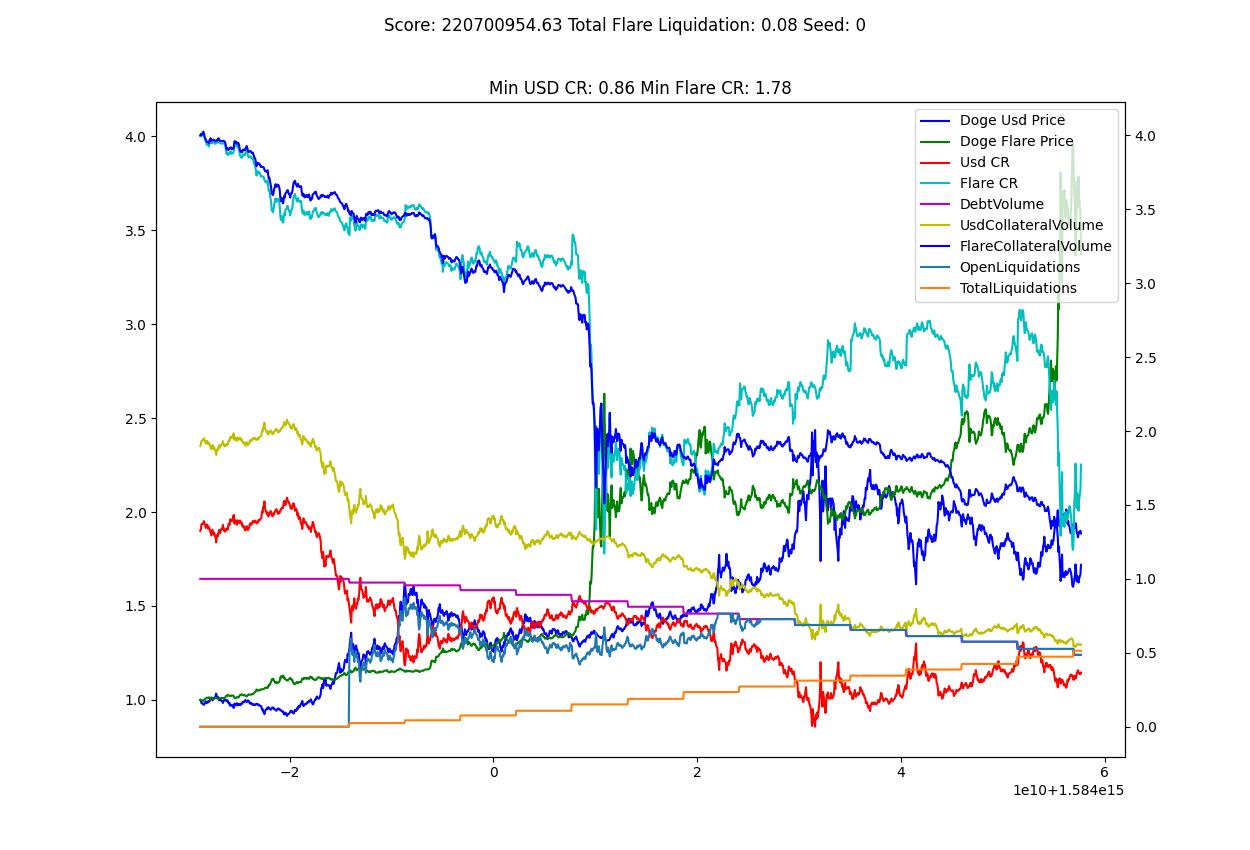 Score: 220700954.63 Total Flare Liquidation: 0.08 Seed: 0
Min USD CR: 0.86 Min Flare CR: 1.78
Doge Usd Price
Doge Flare Price
Usd CR
Flare CR
DebtVolume
UsdCollateralVolume
FlareCollateralVolume
OpenLiquidations
TotalLiquidations
4.0
3.5
3.0
2.5
2.0
1.5
1.0
4.0
3.5
3.0
2.5
2.0
1.5
1.0
0.5
0.0
−2 0 2 4 6
1e10+1.584e15